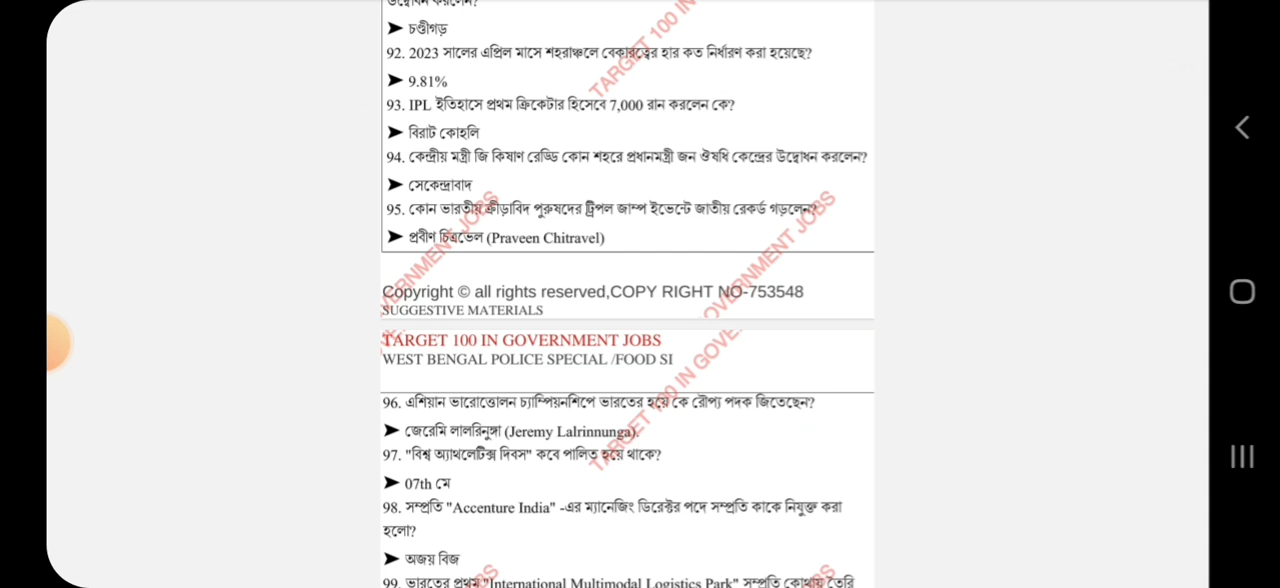 উদ্বোধন করলেন?
➤ চণ্ডীগড়
92. 2023 সালের এপ্রিল মাসে শহরাঞ্চলে বেকারত্বের হার কত নির্ধারণ করা হয়েছে?
➤ 9.81%
93. IPL ইতিহাসে প্রথম ক্রিকেটার হিসেবে 7,000 রান করলেন কে?
➤ বিরাট কোহলি
94. কেন্দ্রীয় মন্ত্রী জি কিষাণ রেড্ডি কোন শহরে প্রধানমন্ত্রী জন ঔষধি কেন্দ্রের উদ্বোধন করলেন?
➤ সেকেন্দ্রাবাদ
95. কোন ভারতীয় ক্রীড়াবিদ পুরুষদের ট্রিপল জাম্প ইভেন্টে জাতীয় রেকর্ড গড়লেন?
➤ প্রবীণ চিত্রভেল (Praveen Chitravel)
Copyright © all rights reserved,COPY RIGHT NO-753548
SUGGESTIVE MATERIALS
TARGET 100 IN GOVERNMENT JOBS
WEST BENGAL POLICE SPECIAL /FOOD SI
96. এশিয়ান ভারোত্তোলন চ্যাম্পিয়নশিপে ভারতের হয়ে কে রৌপ্য পদক জিতেছেন?
➤ জেরেমি লালরিনুঙ্গা (Jeremy Lalrinnunga).
97. "বিশ্ব অ্যাথলেটিক্স দিবস" কবে পালিত হয়ে থাকে?
➤ 07th মে
98. সম্প্রতি "Accenture India" -এর ম্যানেজিং ডিরেক্টর পদে সম্প্রতি কাকে নিযুক্ত করা
হলো?
➤ অজয় বিজ
99. ভারতের প্রথম "International Multimodal Logistics Park" সম্প্রতি কোথায় তৈরি